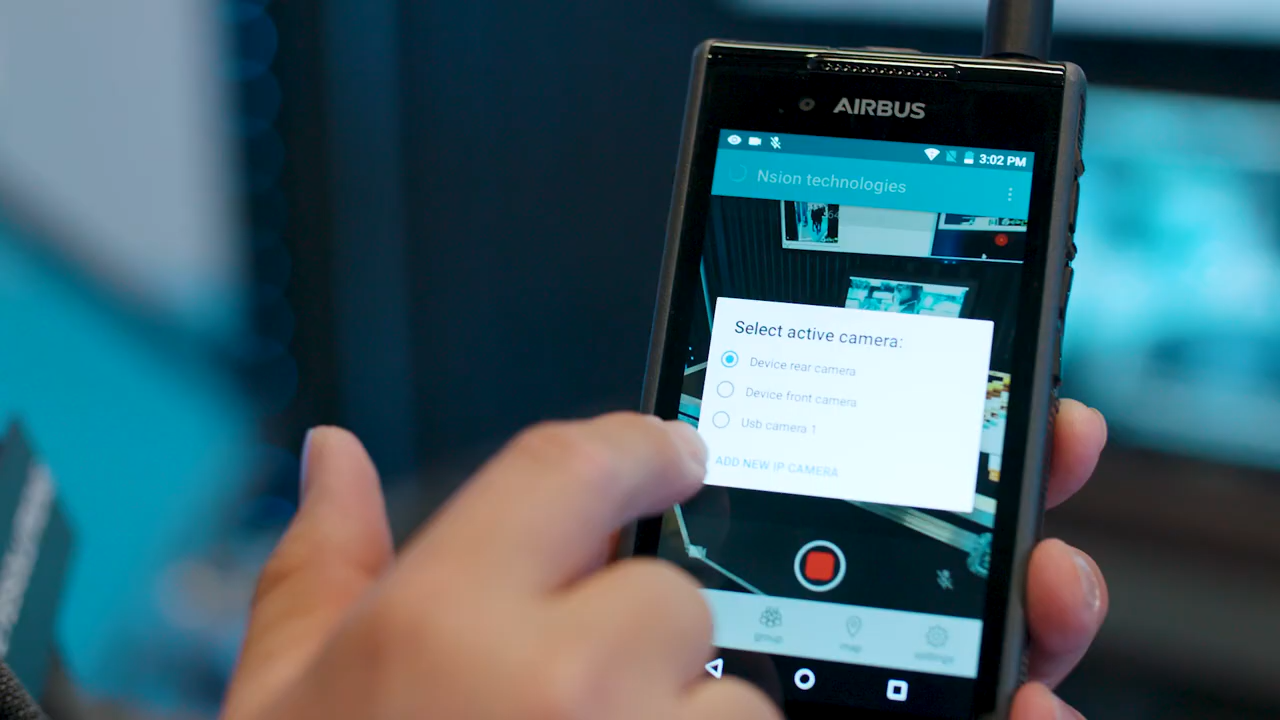 AIRBUS
3:02 PM
Nsion technologies
Select active camera:
Device rear camera
Device front camera
Usb camera 1
ADD NEW IP CAMERA
group
map
settings